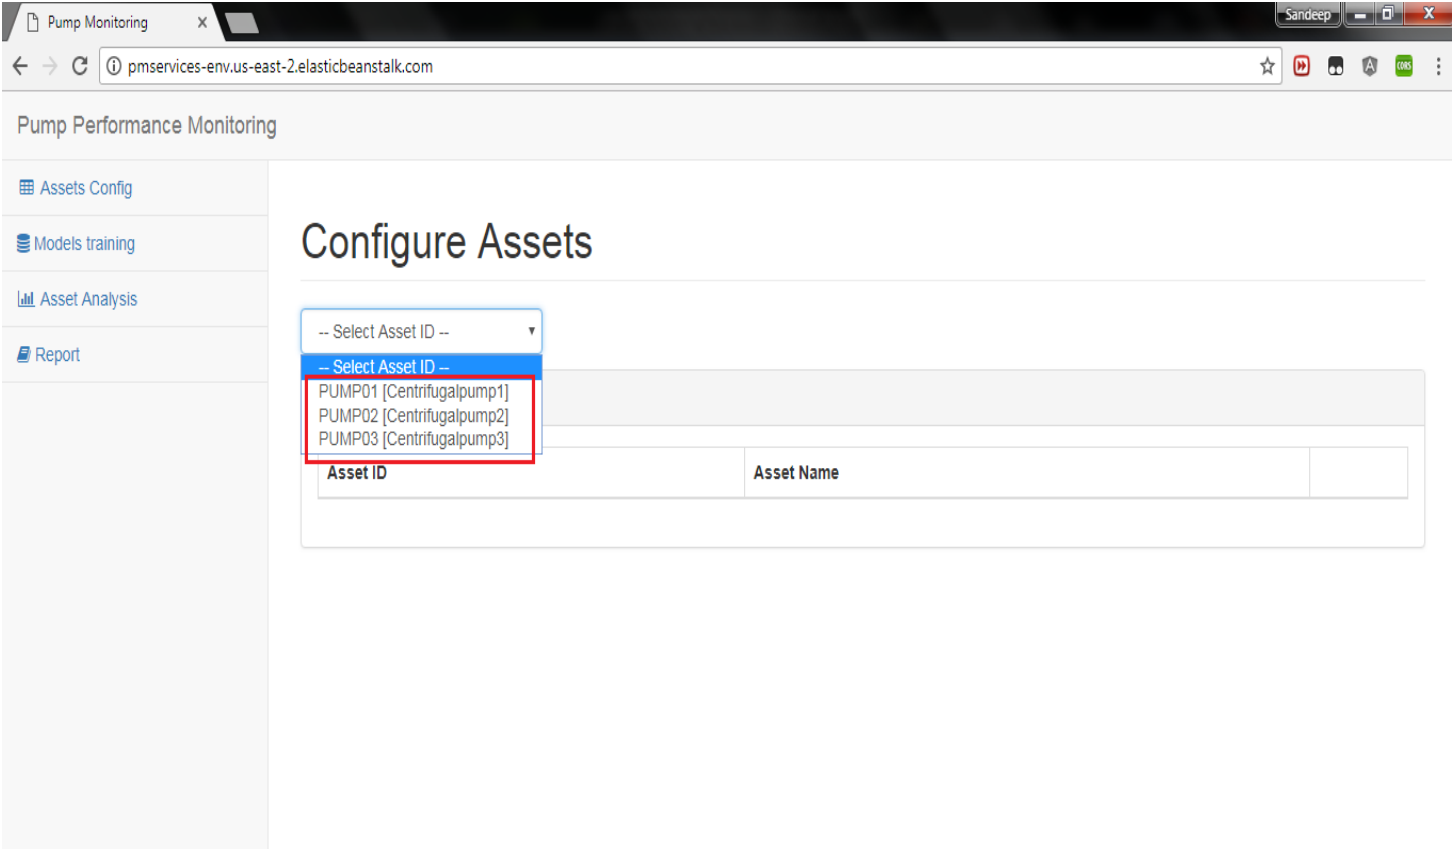 Pump Monitoring
Sandeep
pmservices-env.us-east-2.elasticbeanstalk.com
CORS
Pump Performance Monitoring
Assets Config
Models training
Asset Analysis
Report
Configure Assets
-- Select Asset ID --
-- Select Asset ID --
PUMP01 [Centrifugalpump1]
PUMP02 [Centrifugalpump2]
PUMP03 [Centrifugalpump3]
Asset ID Asset Name